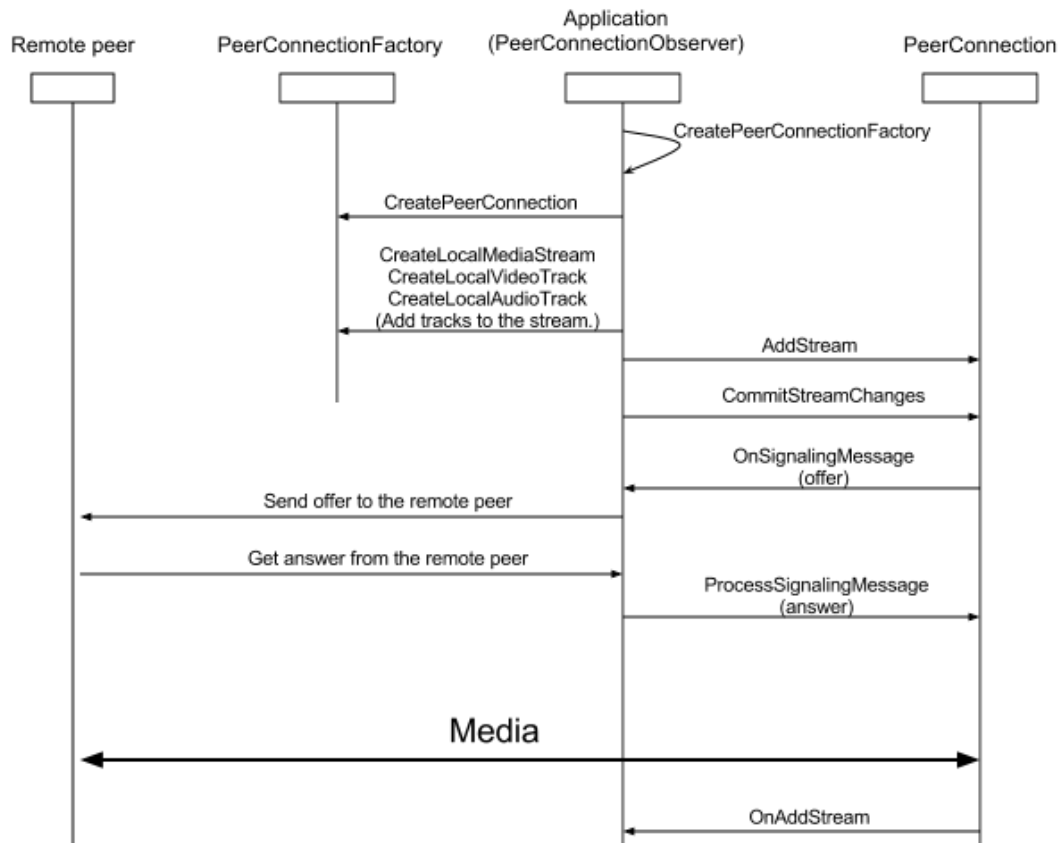 Remote peer
PeerConnectionFactory
Application
(PeerConnectionObserver)
PeerConnection
CreatePeerConnectionFactory
CreatePeerConnection
CreateLocalMediaStream
CreateLocalVideoTrack
CreateLocalAudioTrack
(Add tracks to the stream.)
AddStream
CommitStreamChanges
OnSignalingMessage
(offer)
Send offer to the remote peer
Get answer from the remote peer
ProcessSignalingMessage
(answer)
Media
OnAddStream